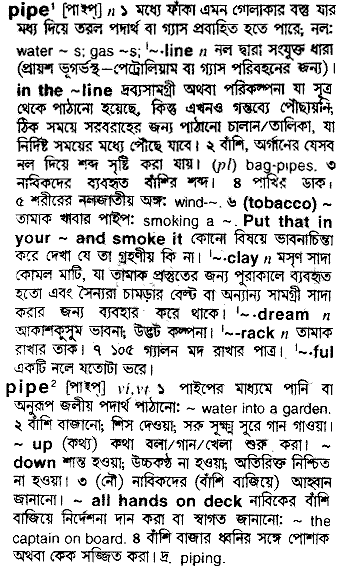 pipe¹ [পাইপ্] n ১ মধ্যে ফাঁকা এমন গোলাকার বস্তু যার
মধ্য দিয়ে তরল পদার্থ বা গ্যাস প্রবাহিত হতে পারে; নল:
water ~ s; gas ~s; ¹~-line n নল দ্বারা সংযুক্ত ধারা
(প্রায়শ ভূগর্ভস্থ—পেট্রোলিয়াম বা গ্যাস পরিবহনের জন্য)।
in the ~line দ্রব্যসামগ্রী অথবা পরিকল্পনা যা সূত্র
থেকে পাঠানো হয়েছে, কিন্তু এখনও গন্তব্যে পৌঁছায়নি;
ঠিক সময়ে সরবরাহের জন্য পাঠানো চালান/তালিকা, যা
নির্দিষ্ট সময়ের মধ্যে পৌঁছে যাবে। ২ বাঁশি, অর্গানের যেসব
নল দিয়ে শব্দ সৃষ্টি করা যায়। (pl) bag-pipes. ৩
নাবিকদের ব্যবহৃত বাঁশির শব্দ। ৪ পাখির ডাক।
৫ শরীরের নলজাতীয় অঙ্গ: wind-~. ৬ (tobacco) ~
তামাক খাবার পাইপ: smoking a ~. Put that in
your ~ and smoke it কোনো বিষয়ে ভাবনাচিন্তা
করে দেখা যে তা গ্রহণীয় কি না। ¹~-clay n মসৃণ সাদা
কোমল মাটি, যা তামাক প্রস্তুতের জন্য পুরাকালে ব্যবহৃত
হতো এবং সৈন্যরা চামড়ার বেল্ট বা অন্যান্য সামগ্রী সাদা
করার জন্য ব্যবহার করে থাকে। ¹~-dream n
আকাশকুসুম ভাবনা; উদ্ভট কল্পনা। ¹~-rack n তামাক
রাখার তাক। ৭ ১০৫ গ্যালন মদ রাখার পাত্র। ¹~-ful
একটি নলে যতোটা ভরে।
pipe² [পাইপ্] vi,vt ১ পাইপের মাধ্যমে পানি বা
অনুরূপ জলীয় পদার্থ পাঠানো: ~ water into a garden.
২ বাঁশি বাজানো; শিস দেওয়া; সরু সূক্ষ্ম সুরে গান গাওয়া।
~ up (কথ্য) কথা বলা/গান/খেলা শুরু করা। ~
down শান্ত হওয়া; উচ্চকণ্ঠ না হওয়া; অতিরিক্ত নিশ্চিত
না হওয়া। ৩ (নৌ) নাবিকদের (বাঁশি বাজিয়ে) আহ্বান
জানানো। ~ all hands on deck নাবিকের বাঁশি
বাজিয়ে নির্দেশনা দান করা বা স্বাগত জানানো: ~ the
captain on board. ৪ বাঁশি বাজার ধ্বনির সঙ্গে পোশাক
অথবা কেক সজ্জিত করা। দ্র. piping.